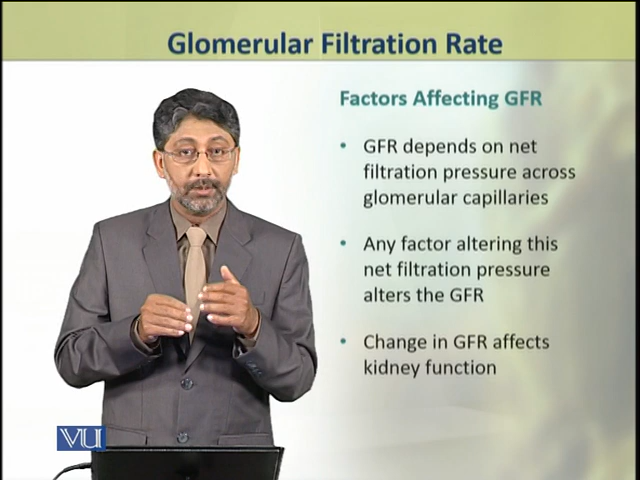 Glomerular Filtration Rate
Factors Affecting GFR
• GFR depends on net
filtration pressure across
glomerular capillaries
• Any factor altering this
net filtration pressure
alters the GFR
• Change in GFR affects
kidney function
VU